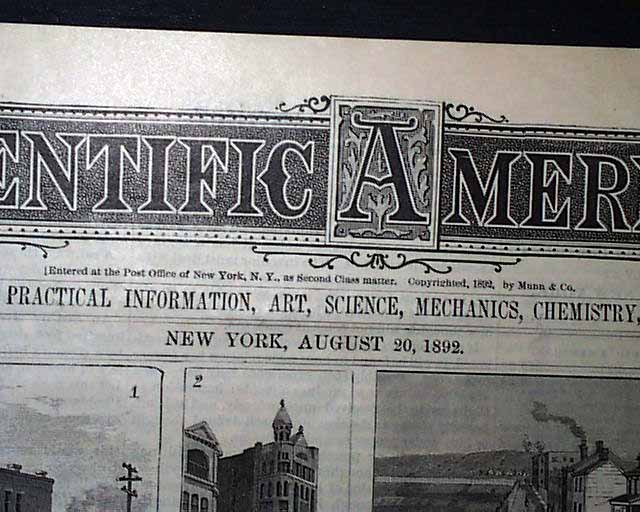 ENTIFIC AMER
[Entered at the Post Office of New York, N. Y., as Second Class matter. Copyrighted, 1892, by Munn & Co.
PRACTICAL INFORMATION, ART, SCIENCE, MECHANICS, CHEMISTRY,
NEW YORK, AUGUST 20, 1892.
1
2